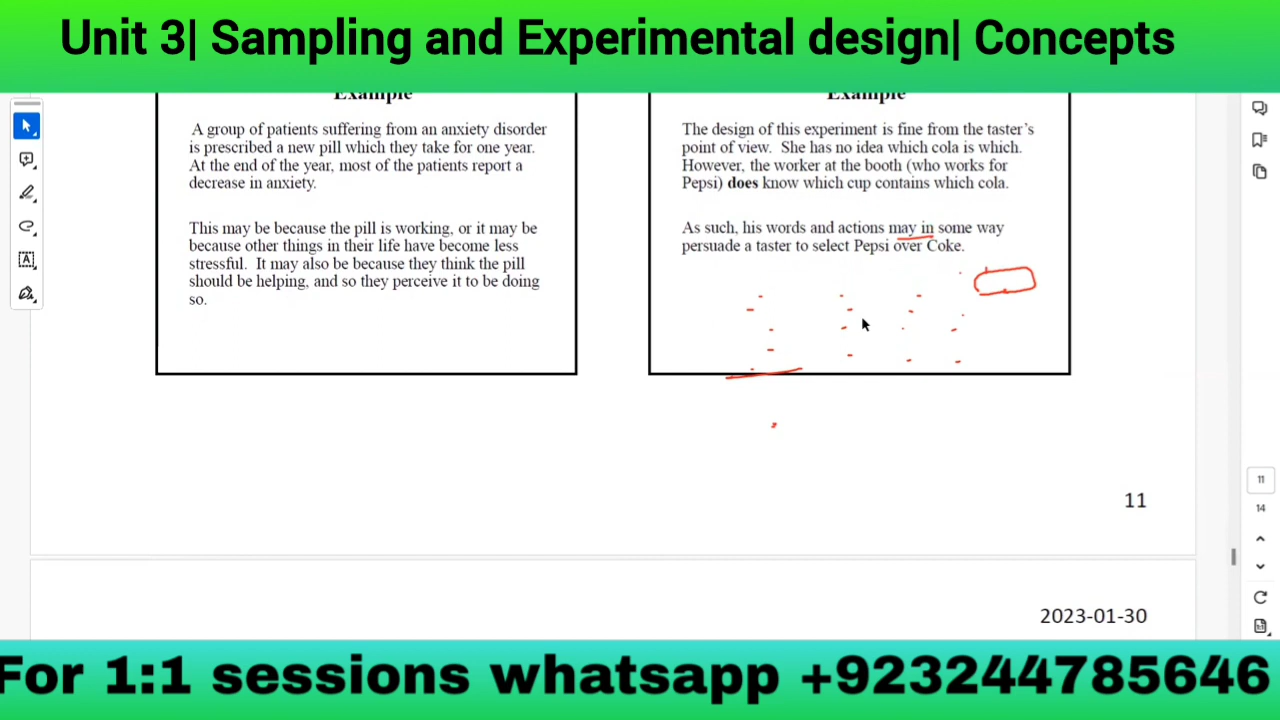 Unit 3| Sampling and Experimental design| Concepts
Example
A group of patients suffering from an anxiety disorder
is prescribed a new pill which they take for one year.
At the end of the year, most of the patients report a
decrease in anxiety.
This may be because the pill is working, or it may be
because other things in their life have become less
stressful. It may also be because they think the pill
should be helping, and so they perceive it to be doing
so.
Example
The design of this experiment is fine from the taster's
point of view. She has no idea which cola is which.
However, the worker at the booth (who works for
Pepsi) does know which cup contains which cola.
As such, his words and actions may in some way
persuade a taster to select Pepsi over Coke.
11
2023-01-30
11
14
For 1:1 sessions whatsapp +923244785646